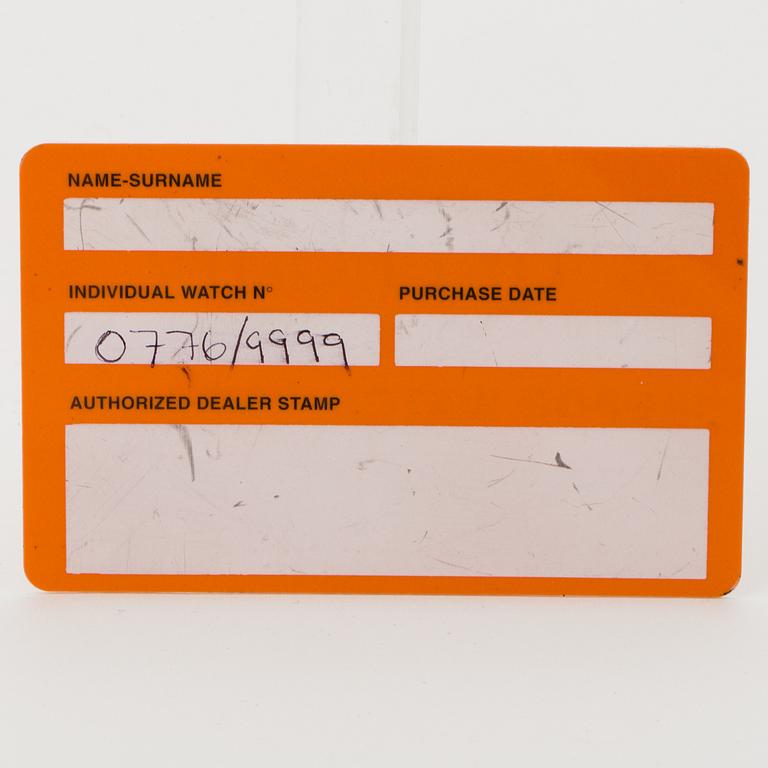 NAME-SURNAME
INDIVIDUAL WATCH N° PURCHASE DATE
0776/9999
AUTHORIZED DEALER STAMP